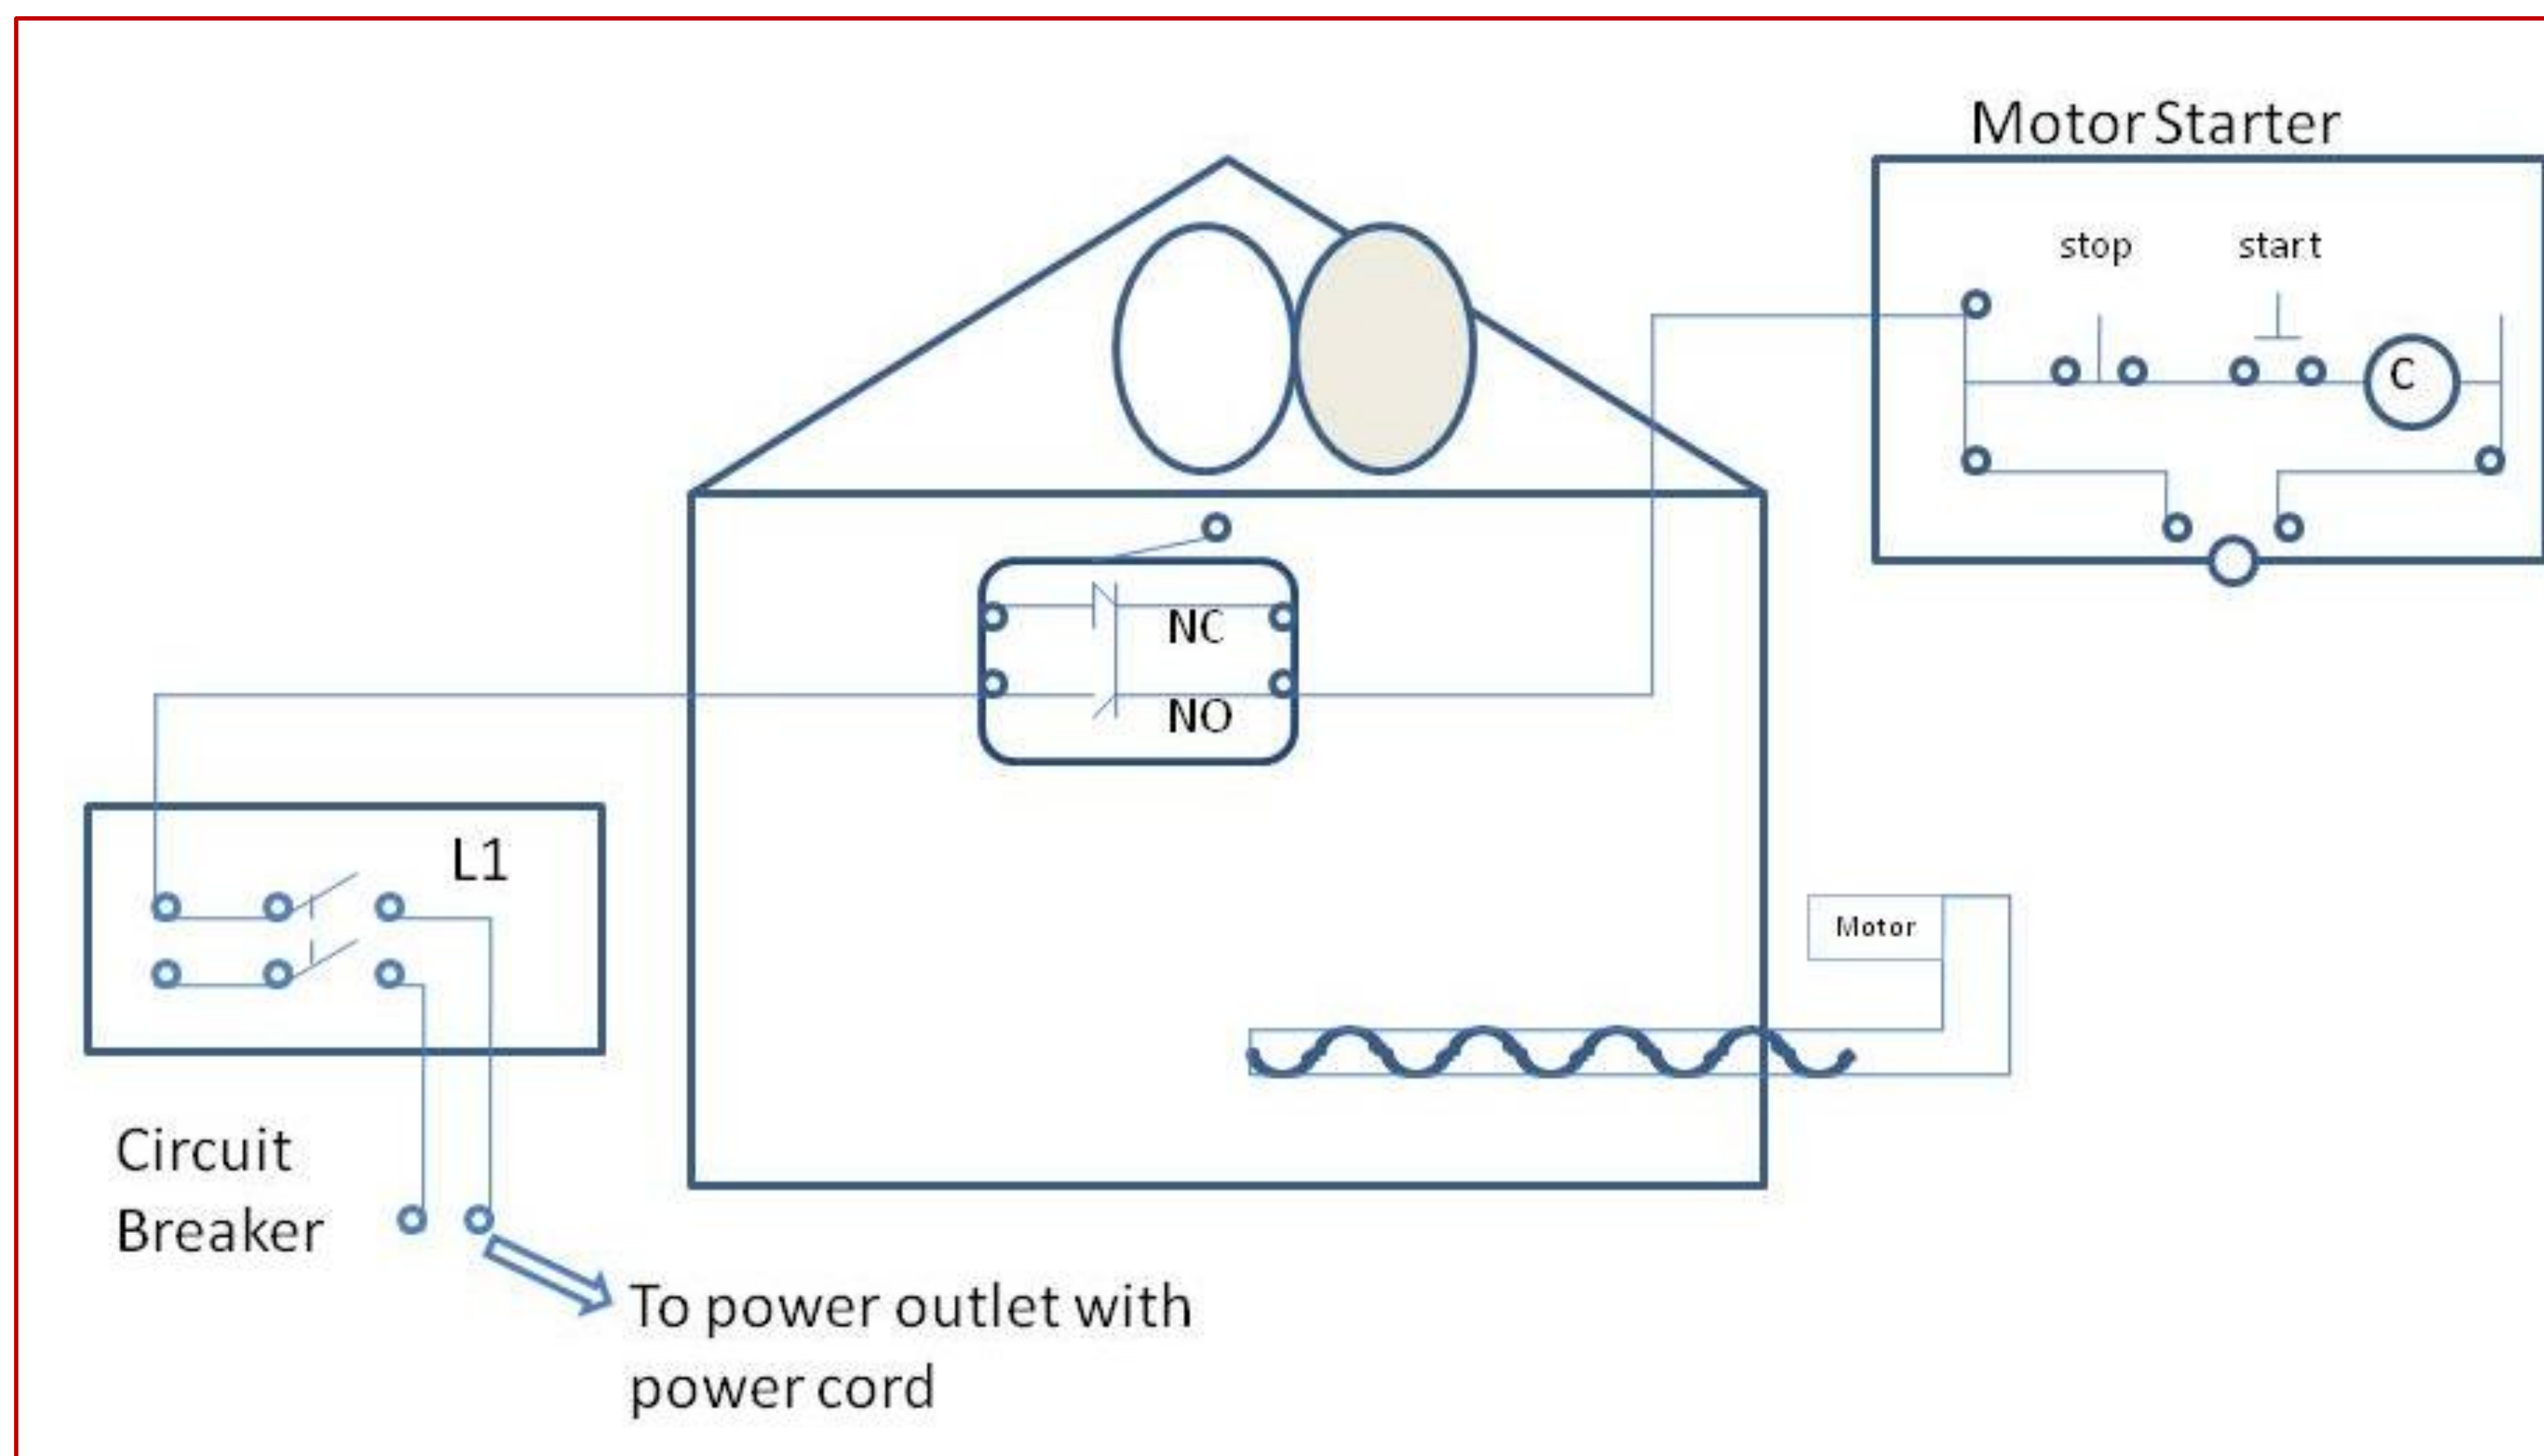 Motor Starter
stop start
C
NC
NO
L1
Motor
Circuit
Breaker
To power outlet with
power cord